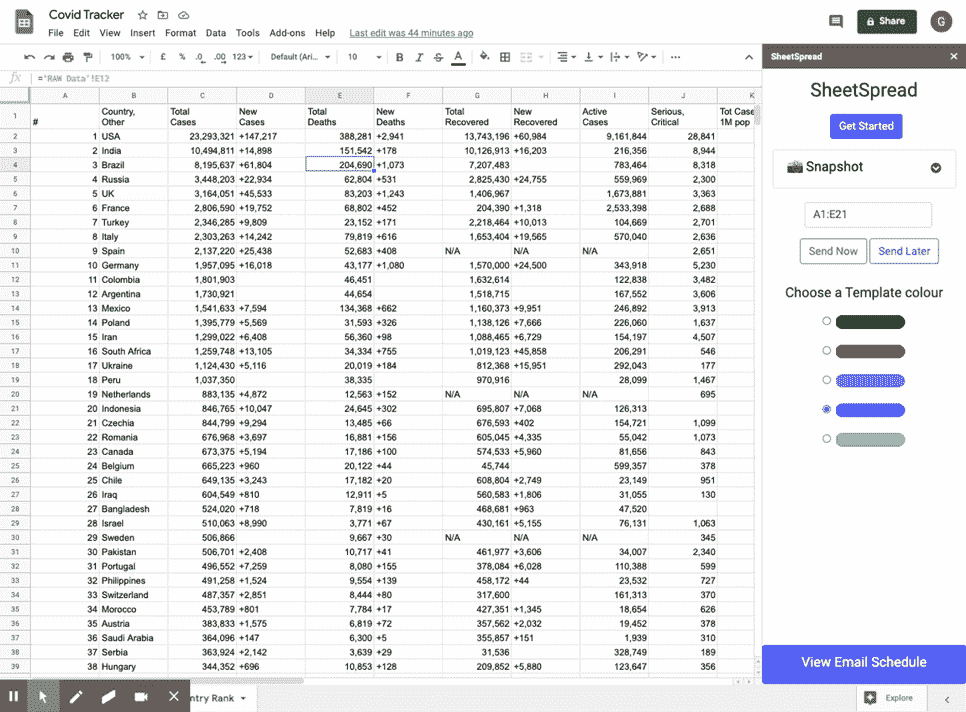 Covid Tracker
File Edit View Insert Format Data Tools Add-ons Help Last edit was 44 minutes ago
Share
G
100% £ % .0 .00 123 Default (Ari... 10 B I S A
fx ='RAW Data'!E12
A B C D E F G H I J K
1 # Country, Other Total Cases New Cases Total Deaths New Deaths Total Recovered New Recovered Active Cases Serious, Critical Tot Case 1M pop
2 1 USA 23,293,321 +147,217 388,281 +2,941 13,743,196 +60,984 9,161,844 28,841
3 2 India 10,494,811 +14,898 151,542 +178 10,126,913 +16,203 216,356 8,944
4 3 Brazil 8,195,637 +61,804 204,690 +1,073 7,207,483 783,464 8,318
5 4 Russia 3,448,203 +22,934 62,804 +531 2,825,430 +24,755 559,969 2,300
6 5 UK 3,164,051 +45,533 83,203 +1,243 1,406,967 1,673,881 3,363
7 6 France 2,806,590 +19,752 68,802 +452 204,390 +1,318 2,533,398 2,688
8 7 Turkey 2,346,285 +9,809 23,152 +171 2,218,464 +10,013 104,669 2,701
9 8 Italy 2,303,263 +14,242 79,819 +616 1,653,404 +19,565 570,040 2,636
10 9 Spain 2,137,220 +25,438 52,683 +408 N/A N/A N/A 2,651
11 10 Germany 1,957,095 +16,018 43,177 +1,080 1,570,000 +24,500 343,918 5,230
12 11 Colombia 1,801,903 46,451 1,632,614 122,838 3,482
13 12 Argentina 1,730,921 44,654 1,518,715 167,552 3,606
14 13 Mexico 1,541,633 +7,594 134,368 +662 1,160,373 +9,951 246,892 3,913
15 14 Poland 1,395,779 +5,569 31,593 +326 1,138,126 +7,666 226,060 1,637
16 15 Iran 1,299,022 +6,408 56,360 +98 1,088,465 +6,729 154,197 4,507
17 16 South Africa 1,259,748 +13,105 34,334 +755 1,019,123 +45,858 206,291 546
18 17 Ukraine 1,124,430 +5,116 20,019 +184 812,368 +15,951 292,043 177
19 18 Peru 1,037,350 38,335 970,916 28,099 1,467
20 19 Netherlands 883,135 +4,872 12,563 +152 N/A N/A N/A 695
21 20 Indonesia 846,765 +10,047 24,645 +302 695,807 +7,068 126,313
22 21 Czechia 844,799 +9,294 13,485 +66 676,593 +402 154,721 1,099
23 22 Romania 676,968 +3,697 16,881 +156 605,045 +4,335 55,042 1,073
24 23 Canada 673,375 +5,194 17,186 +100 574,533 +5,960 81,656 843
25 24 Belgium 665,223 +960 20,122 +44 45,744 599,357 378
26 25 Chile 649,135 +3,243 17,182 +20 608,804 +2,749 23,149 951
27 26 Iraq 604,549 +810 12,911 +5 560,583 +1,806 31,055 130
28 27 Bangladesh 524,020 +718 7,819 +16 468,681 +963 47,520
29 28 Israel 510,063 +8,990 3,771 +67 430,161 +5,155 76,131 1,063
30 29 Sweden 506,866 9,667 +30 N/A N/A N/A 345
31 30 Pakistan 506,701 +2,408 10,717 +41 461,977 +3,606 34,007 2,340
32 31 Portugal 496,552 +7,259 8,080 +155 378,084 +6,028 110,388 599
33 32 Philippines 491,258 +1,524 9,554 +139 458,172 +44 23,532 727
34 33 Switzerland 487,357 +2,851 8,444 +80 317,600 161,313 370
35 34 Morocco 453,789 +801 7,784 +17 427,351 +1,345 18,654 626
36 35 Austria 383,833 +1,575 6,819 +72 357,562 +2,032 19,452 378
37 36 Saudi Arabia 364,096 +147 6,300 +5 355,857 +151 1,939 310
38 37 Serbia 363,924 +2,142 3,639 +29 31,536 328,749 189
39 38 Hungary 344,352 +696 10,853 +128 209,852 +5,880 123,647 356
ntry Rank
Explore
SheetSpread
SheetSpread
Get Started
Snapshot
A1:E21
Send Now Send Later
Choose a Template colour
View Email Schedule